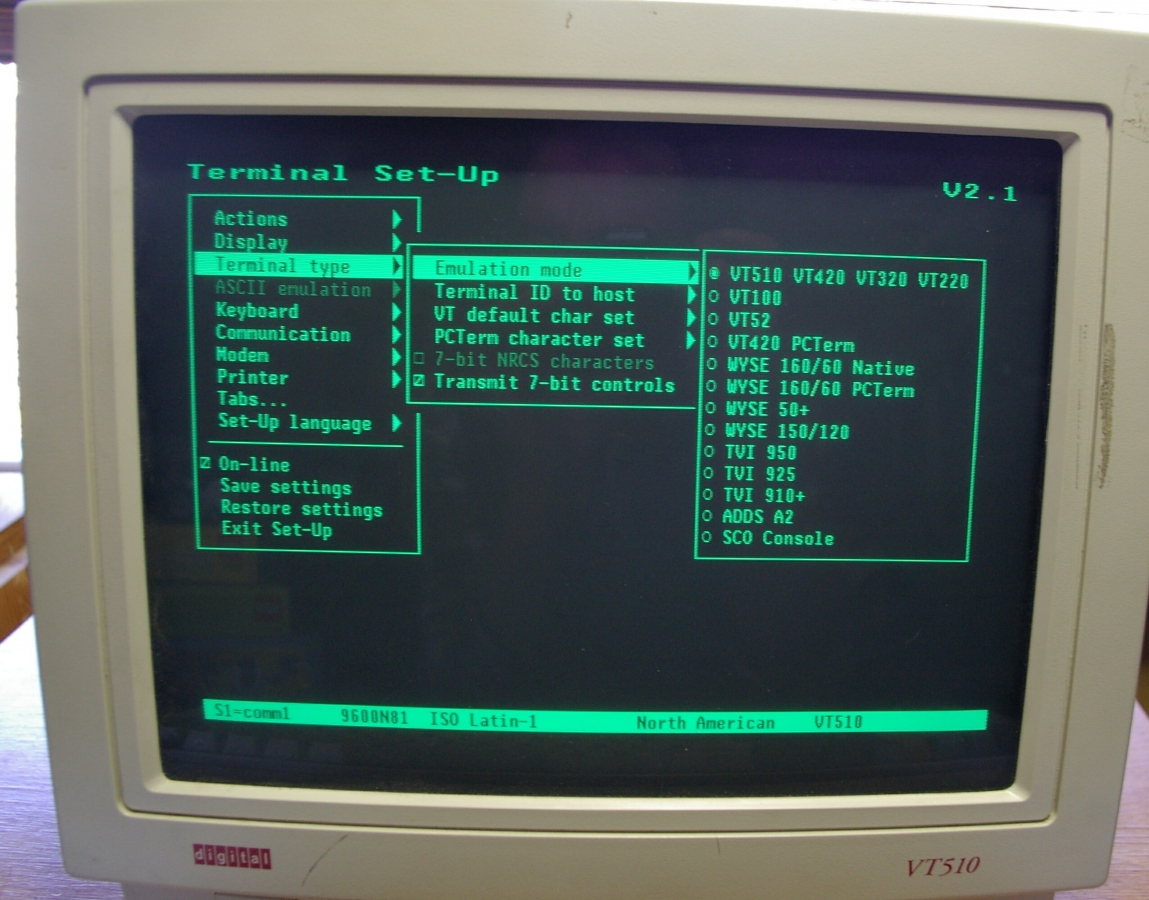 Terminal Set-Up
V2.1
Actions
Display
Terminal type
ASCII emulation
Keyboard
Communication
Modem
Printer
Tabs...
Set-Up language
On-line
Save settings
Restore settings
Exit Set-Up
Emulation mode
Terminal ID to host
VT default char set
PCTerm character set
7-bit NRCS characters
Transmit 7-bit controls
VT510 VT420 VT320 VT220
VT100
VT52
VT420 PCTerm
WYSE 160/60 Native
WYSE 160/60 PCTerm
WYSE 50+
WYSE 150/120
TVI 950
TVI 925
TVI 910+
ADDS A2
SCO Console
S1=comm1 9600N81 ISO Latin-1 North American VT510
digital
VT510